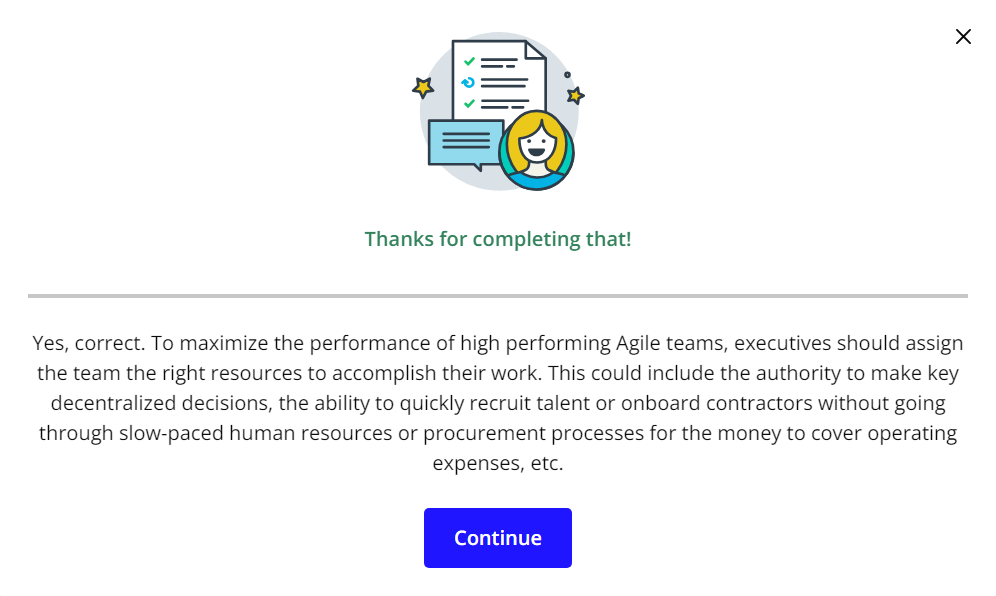 Thanks for completing that!
Yes, correct. To maximize the performance of high performing Agile teams, executives should assign
the team the right resources to accomplish their work. This could include the authority to make key
decentralized decisions, the ability to quickly recruit talent or onboard contractors without going
through slow-paced human resources or procurement processes for the money to cover operating
expenses, etc.
Continue